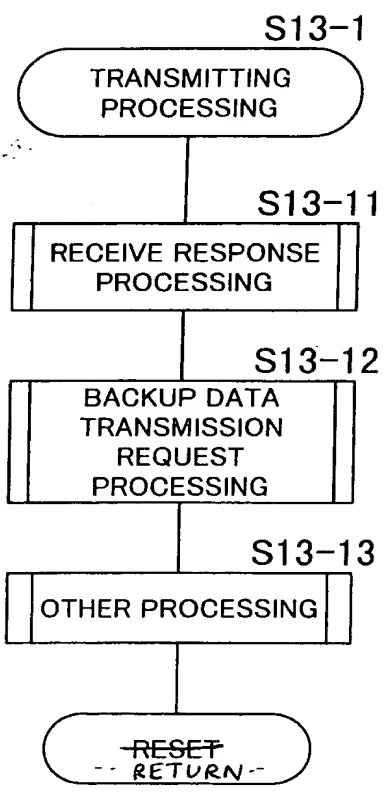 S13-1
TRANSMITTING
PROCESSING
S13-11
RECEIVE RESPONSE
PROCESSING
S13-12
BACKUP DATA
TRANSMISSION
REQUEST
PROCESSING
S13-13
OTHER PROCESSING
RESET
-- RETURN --